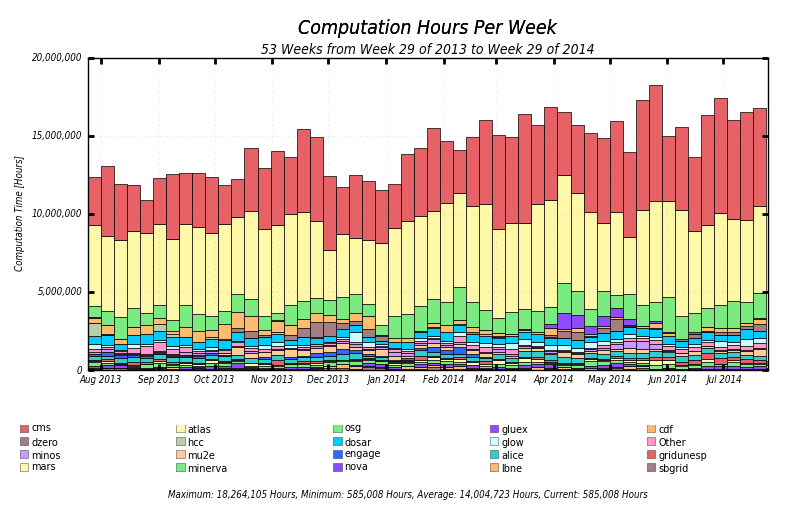 Computation Hours Per Week
53 Weeks from Week 29 of 2013 to Week 29 of 2014
20,000,000
15,000,000
10,000,000
5,000,000
0
Computation Time [Hours]
Aug 2013 Sep 2013 Oct 2013 Nov 2013 Dec 2013 Jan 2014 Feb 2014 Mar 2014 Apr 2014 May 2014 Jun 2014 Jul 2014
cms atlas osg gluex cdf
dzero hcc dosar glow Other
minos mu2e engage alice gridunesp
mars minerva nova lbne sbgrid
Maximum: 18,264,105 Hours, Minimum: 585,008 Hours, Average: 14,004,723 Hours, Current: 585,008 Hours